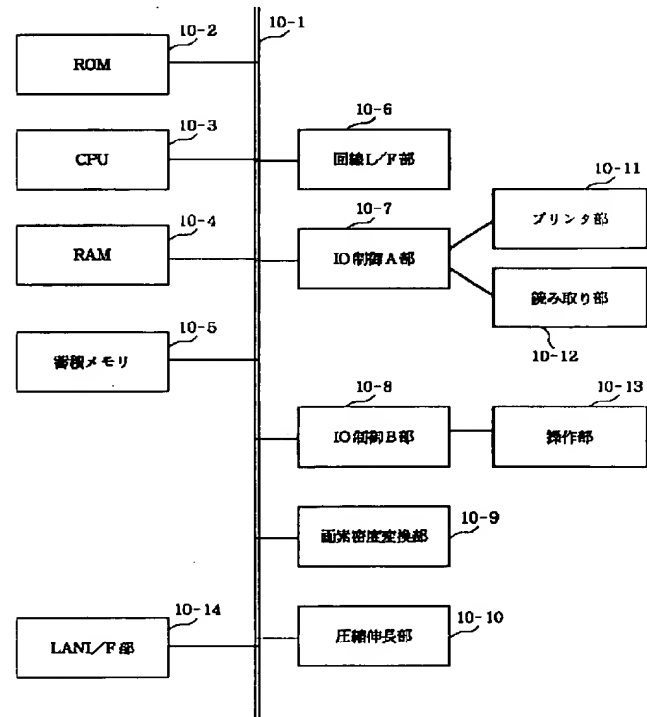 10-1
10-2
ROM
10-3
CPU
10-6
回線I/F部
10-4
RAM
10-7
IO制御A部
10-11
プリンタ部
読み取り部
10-12
10-5
蓄積メモリ
10-8
IO制御B部
10-13
操作部
10-9
画素密度変換部
10-14
LANI/F部
10-10
圧縮伸長部